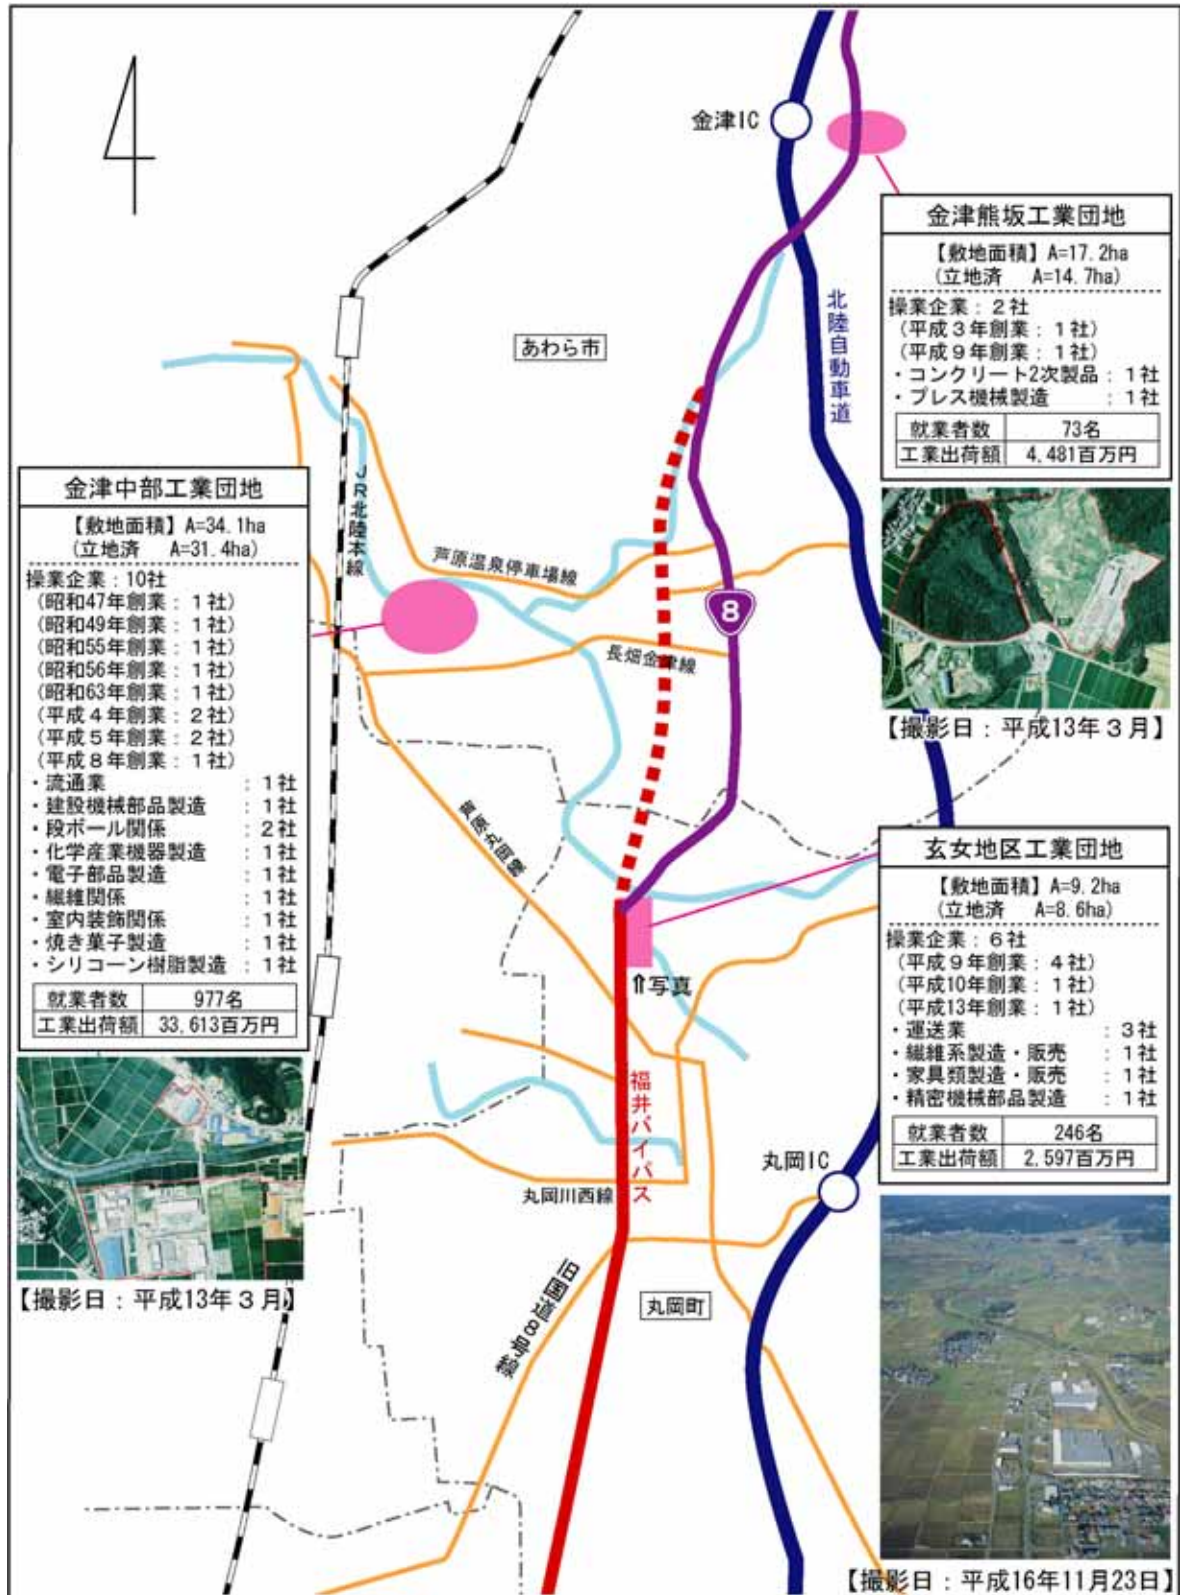 金津IC
金津熊坂工業団地
【敷地面積】A=17.2ha
(立地済 A=14.7ha)
操業企業：２社
(平成３年創業：１社)
(平成９年創業：１社)
・コンクリート2次製品：１社
・プレス機械製造 ：１社
就業者数 73名
工業出荷額 4,481百万円
【撮影日：平成13年３月】
北陸自動車道
あわら市
JR北陸本線
芦原温泉停車場線
8
長畑金津線
金津中部工業団地
【敷地面積】A=34.1ha
(立地済 A=31.4ha)
操業企業：10社
(昭和47年創業：１社)
(昭和49年創業：１社)
(昭和55年創業：１社)
(昭和56年創業：１社)
(昭和63年創業：１社)
(平成４年創業：２社)
(平成５年創業：２社)
(平成８年創業：１社)
・流通業 ：１社
・建設機械部品製造 ：１社
・段ボール関係 ：２社
・化学産業機器製造 ：１社
・電子部品製造 ：１社
・繊維関係 ：１社
・室内装飾関係 ：１社
・焼き菓子製造 ：１社
・シリコーン樹脂製造 ：１社
就業者数 977名
工業出荷額 33,613百万円
【撮影日：平成13年３月】
芦原丸岡線
玄女地区工業団地
【敷地面積】A=9.2ha
(立地済 A=8.6ha)
操業企業：６社
(平成９年創業：４社)
(平成10年創業：１社)
(平成13年創業：１社)
・運送業 ：３社
・繊維系製造・販売 ：１社
・家具類製造・販売 ：１社
・精密機械部品製造 ：１社
就業者数 246名
工業出荷額 2,597百万円
⇑写真
福井バイパス
丸岡IC
丸岡川西線
旧国道８号線
丸岡町
【撮影日：平成16年11月23日】